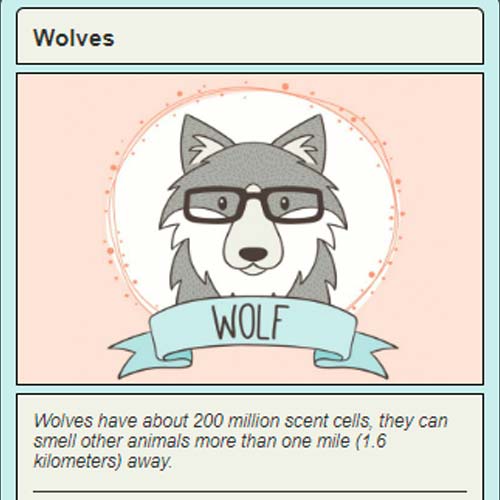 Wolves
WOLF
Wolves have about 200 million scent cells, they can
smell other animals more than one mile (1.6
kilometers) away.